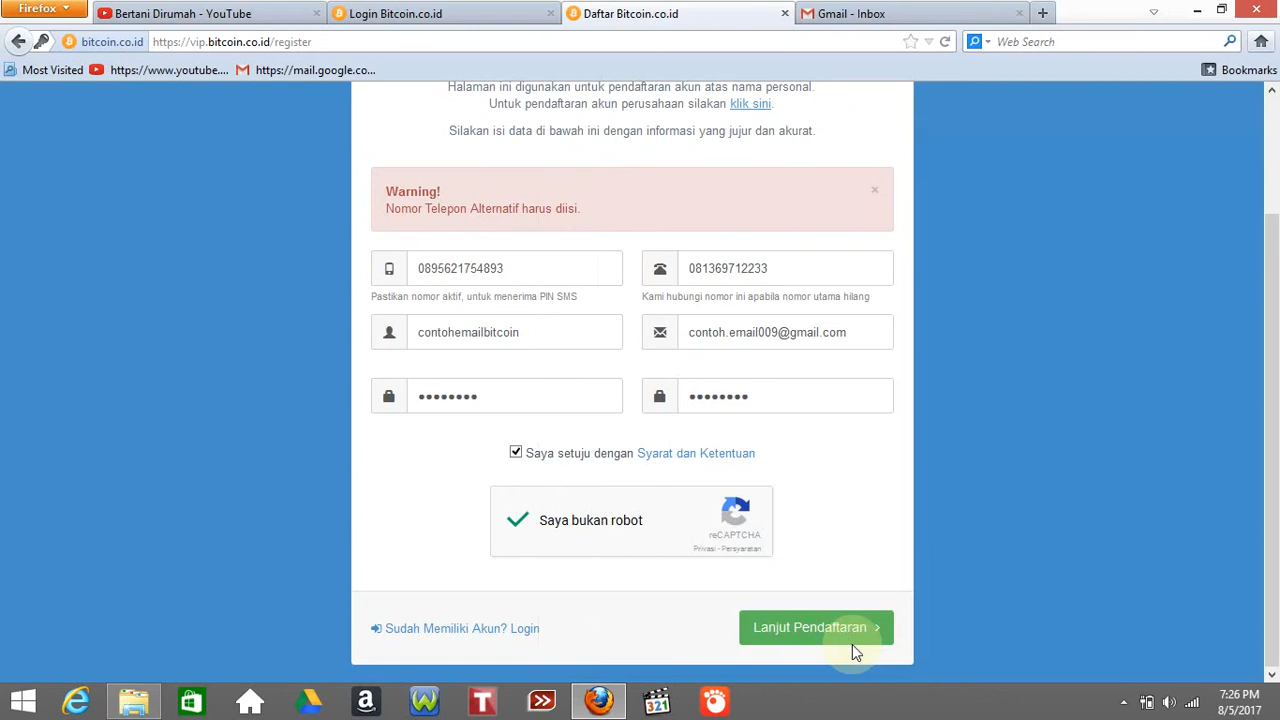 Firefox
Bertani Dirumah - YouTube
Login Bitcoin.co.id
Daftar Bitcoin.co.id
Gmail - Inbox
bitcoin.co.id
https://vip.bitcoin.co.id/register
Web Search
Most Visited
https://www.youtube....
https://mail.google.co...
Bookmarks
Halaman ini digunakan untuk pendaftaran akun atas nama personal.
Untuk pendaftaran akun perusahaan silakan klik sini.
Silakan isi data di bawah ini dengan informasi yang jujur dan akurat.
Warning!
Nomor Telepon Alternatif harus diisi.
0895621754893
081369712233
Pastikan nomor aktif, untuk menerima PIN SMS
Kami hubungi nomor ini apabila nomor utama hilang
contohemailbitcoin
contoh.email009@gmail.com
Saya setuju dengan Syarat dan Ketentuan
Saya bukan robot
reCAPTCHA
Privasi - Persyaratan
Sudah Memiliki Akun? Login
Lanjut Pendaftaran
321
7:26 PM
8/5/2017